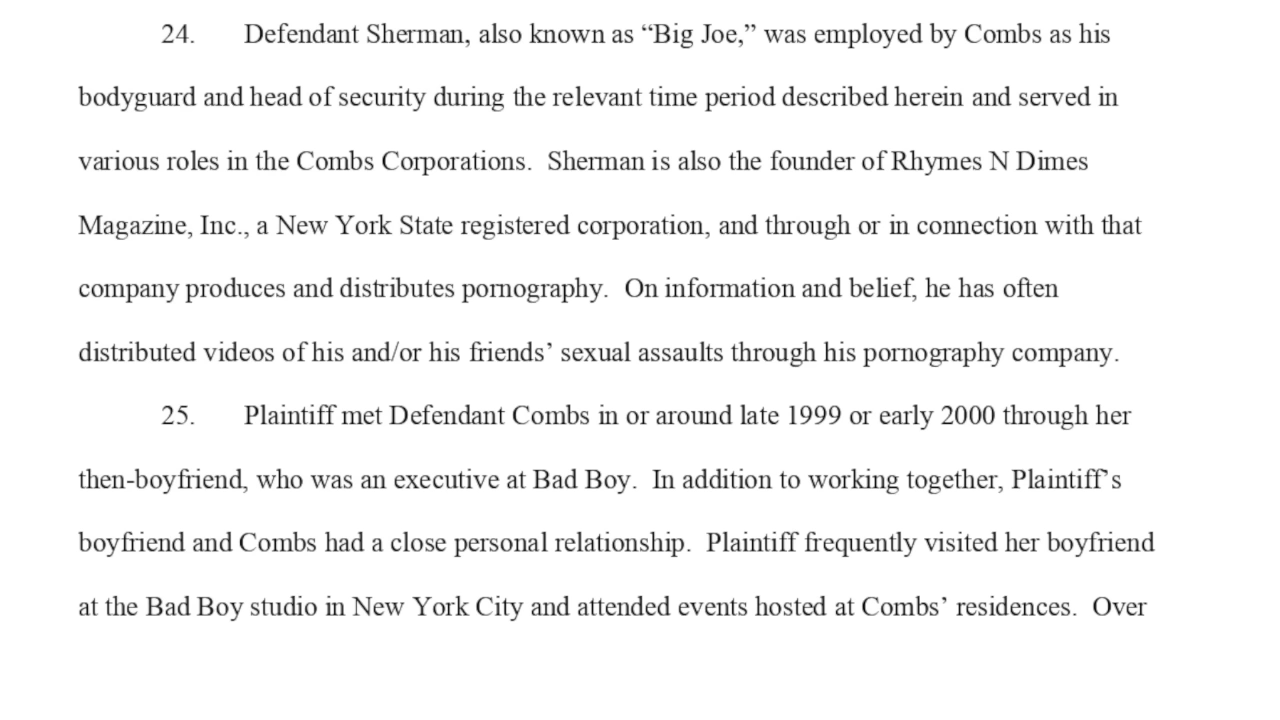 24. Defendant Sherman, also known as “Big Joe,” was employed by Combs as his
bodyguard and head of security during the relevant time period described herein and served in
various roles in the Combs Corporations. Sherman is also the founder of Rhymes N Dimes
Magazine, Inc., a New York State registered corporation, and through or in connection with that
company produces and distributes pornography. On information and belief, he has often
distributed videos of his and/or his friends’ sexual assaults through his pornography company.
25. Plaintiff met Defendant Combs in or around late 1999 or early 2000 through her
then-boyfriend, who was an executive at Bad Boy. In addition to working together, Plaintiff’s
boyfriend and Combs had a close personal relationship. Plaintiff frequently visited her boyfriend
at the Bad Boy studio in New York City and attended events hosted at Combs’ residences. Over